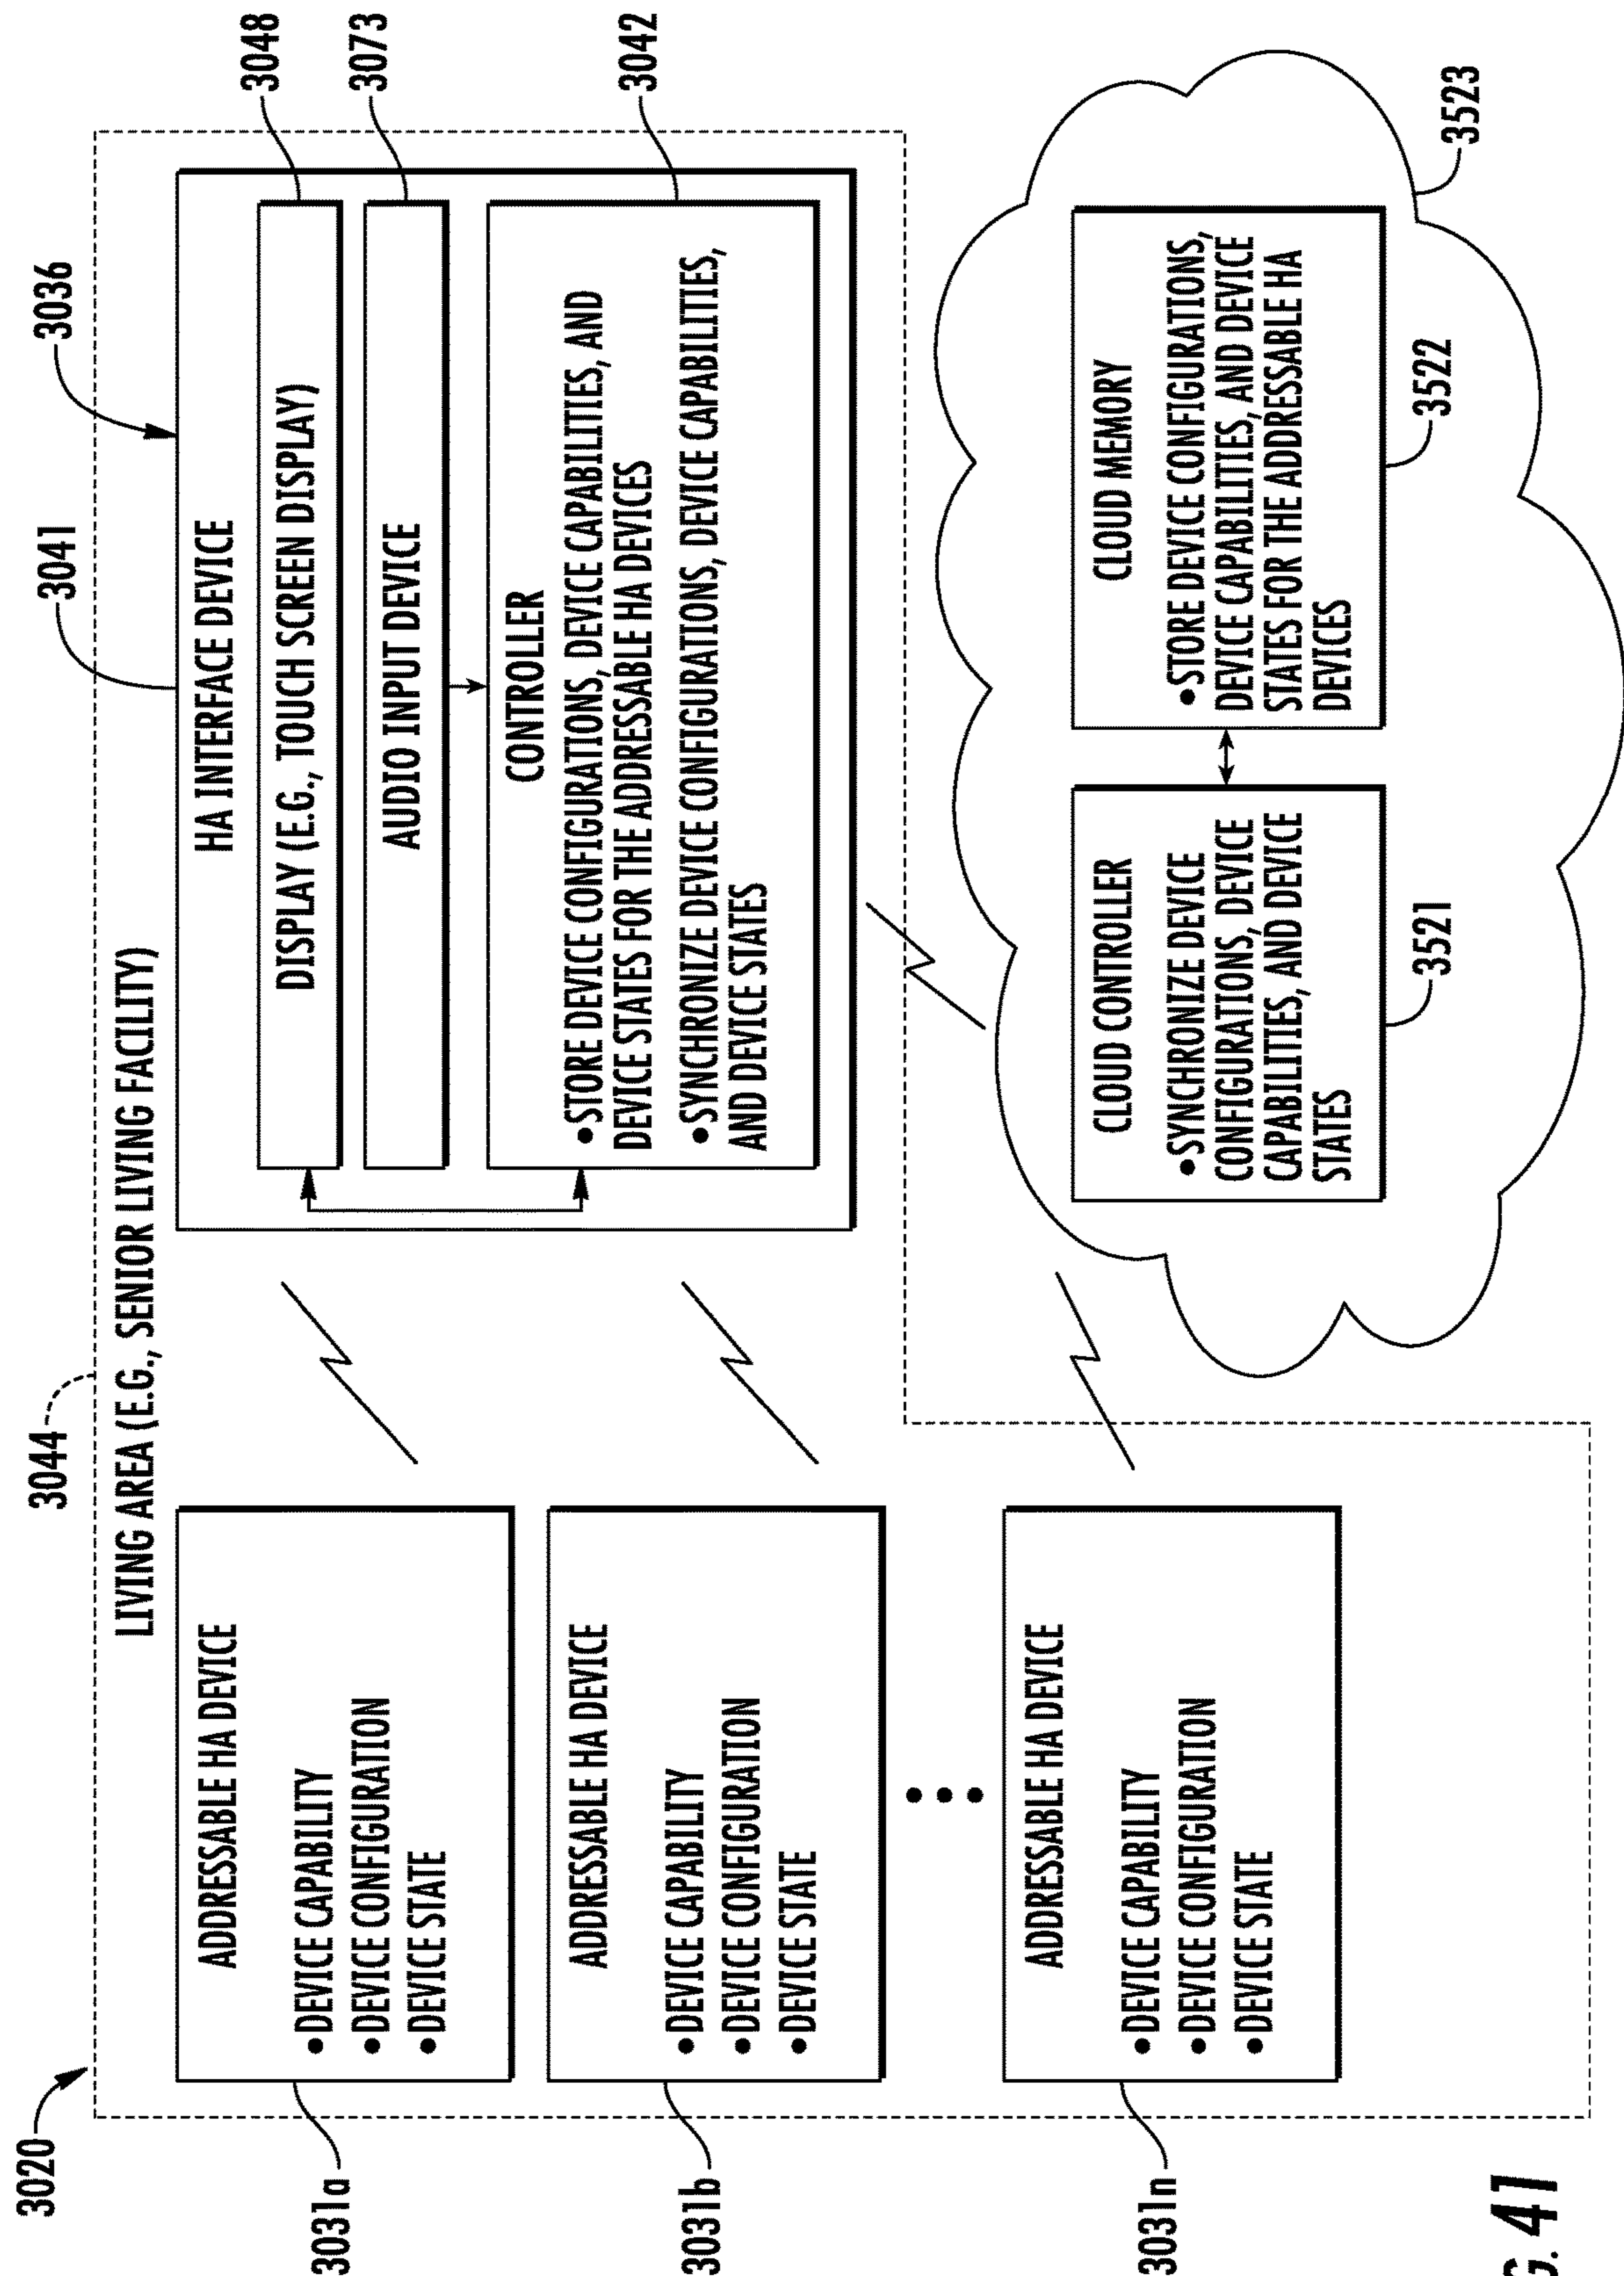 3020
3044
LIVING AREA (E.G., SENIOR LIVING FACILITY)
3041
3036
3031a
ADDRESSABLE HA DEVICE
•DEVICE CAPABILITY
•DEVICE CONFIGURATION
•DEVICE STATE
3031b
ADDRESSABLE HA DEVICE
•DEVICE CAPABILITY
•DEVICE CONFIGURATION
•DEVICE STATE
3031n
ADDRESSABLE HA DEVICE
•DEVICE CAPABILITY
•DEVICE CONFIGURATION
•DEVICE STATE
HA INTERFACE DEVICE
DISPLAY (E.G., TOUCH SCREEN DISPLAY)
3048
AUDIO INPUT DEVICE
3073
CONTROLLER
3042
•STORE DEVICE CONFIGURATIONS, DEVICE CAPABILITIES, AND
DEVICE STATES FOR THE ADDRESSABLE HA DEVICES
•SYNCHRONIZE DEVICE CONFIGURATIONS, DEVICE CAPABILITIES,
AND DEVICE STATES
CLOUD CONTROLLER
•SYNCHRONIZE DEVICE
CONFIGURATIONS, DEVICE
CAPABILITIES, AND DEVICE
STATES
3521
CLOUD MEMORY
•STORE DEVICE CONFIGURATIONS,
DEVICE CAPABILITIES, AND DEVICE
STATES FOR THE ADDRESSABLE HA
DEVICES
3522
3523
G. 41